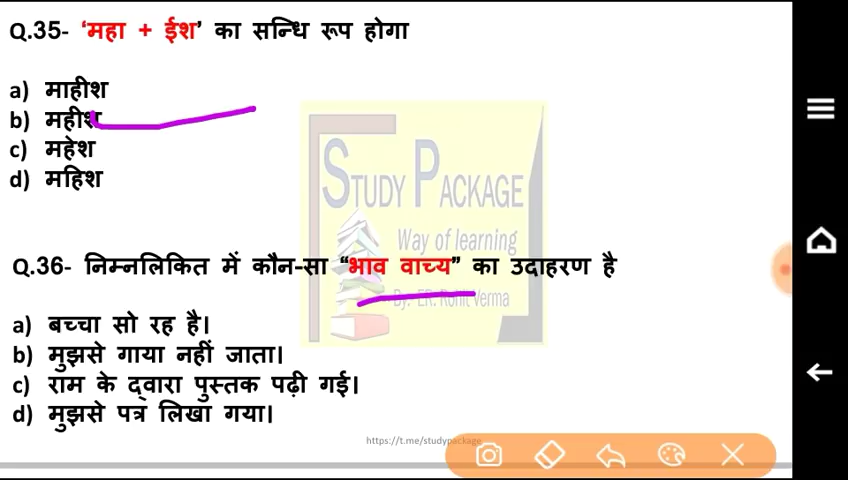 Q.35- ‘महा + ईश’ का सन्धि रूप होगा
a) माहीश
b) महीश
c) महेश
d) महिश
STUDY PACKAGE
Way of learning
By: ER. Rohit Verma
Q.36- निम्नलिकित में कौन-सा “भाव वाच्य” का उदाहरण है
a) बच्चा सो रह है।
b) मुझसे गाया नहीं जाता।
c) राम के द्वारा पुस्तक पढ़ी गई।
d) मुझसे पत्र लिखा गया।
https://t.me/studypackage